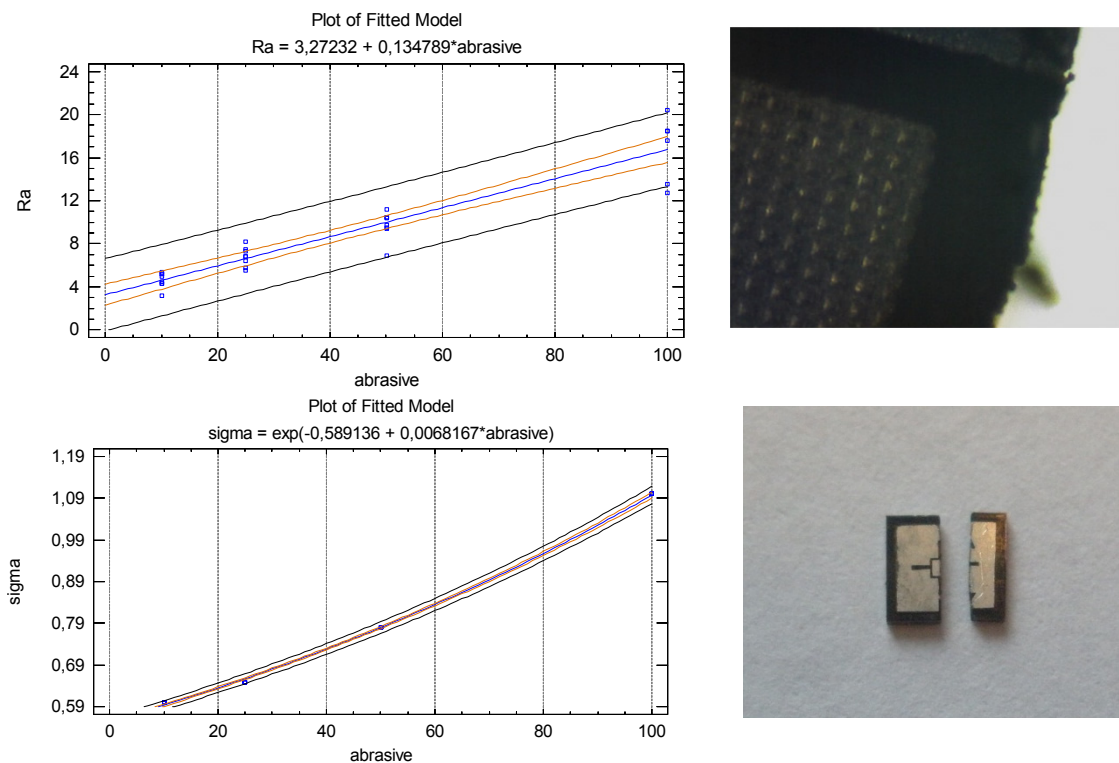 Plot of Fitted Model
Ra = 3,27232 + 0,134789*abrasive
24
20
16
12
8
4
0
Ra
0 20 40 60 80 100
abrasive
Plot of Fitted Model
sigma = exp(-0,589136 + 0,0068167*abrasive)
1,19
1,09
0,99
0,89
0,79
0,69
0,59
sigma
0 20 40 60 80 100
abrasive